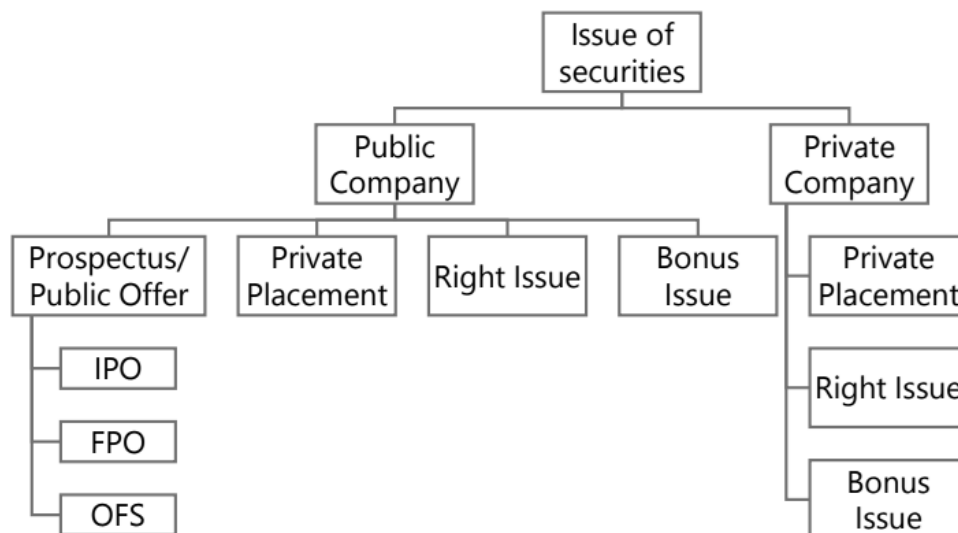 Issue of
securities
Public
Company
Private
Company
Prospectus/
Public Offer
Private
Placement
Right Issue
Bonus
Issue
Private
Placement
IPO
FPO
OFS
Right Issue
Bonus
Issue